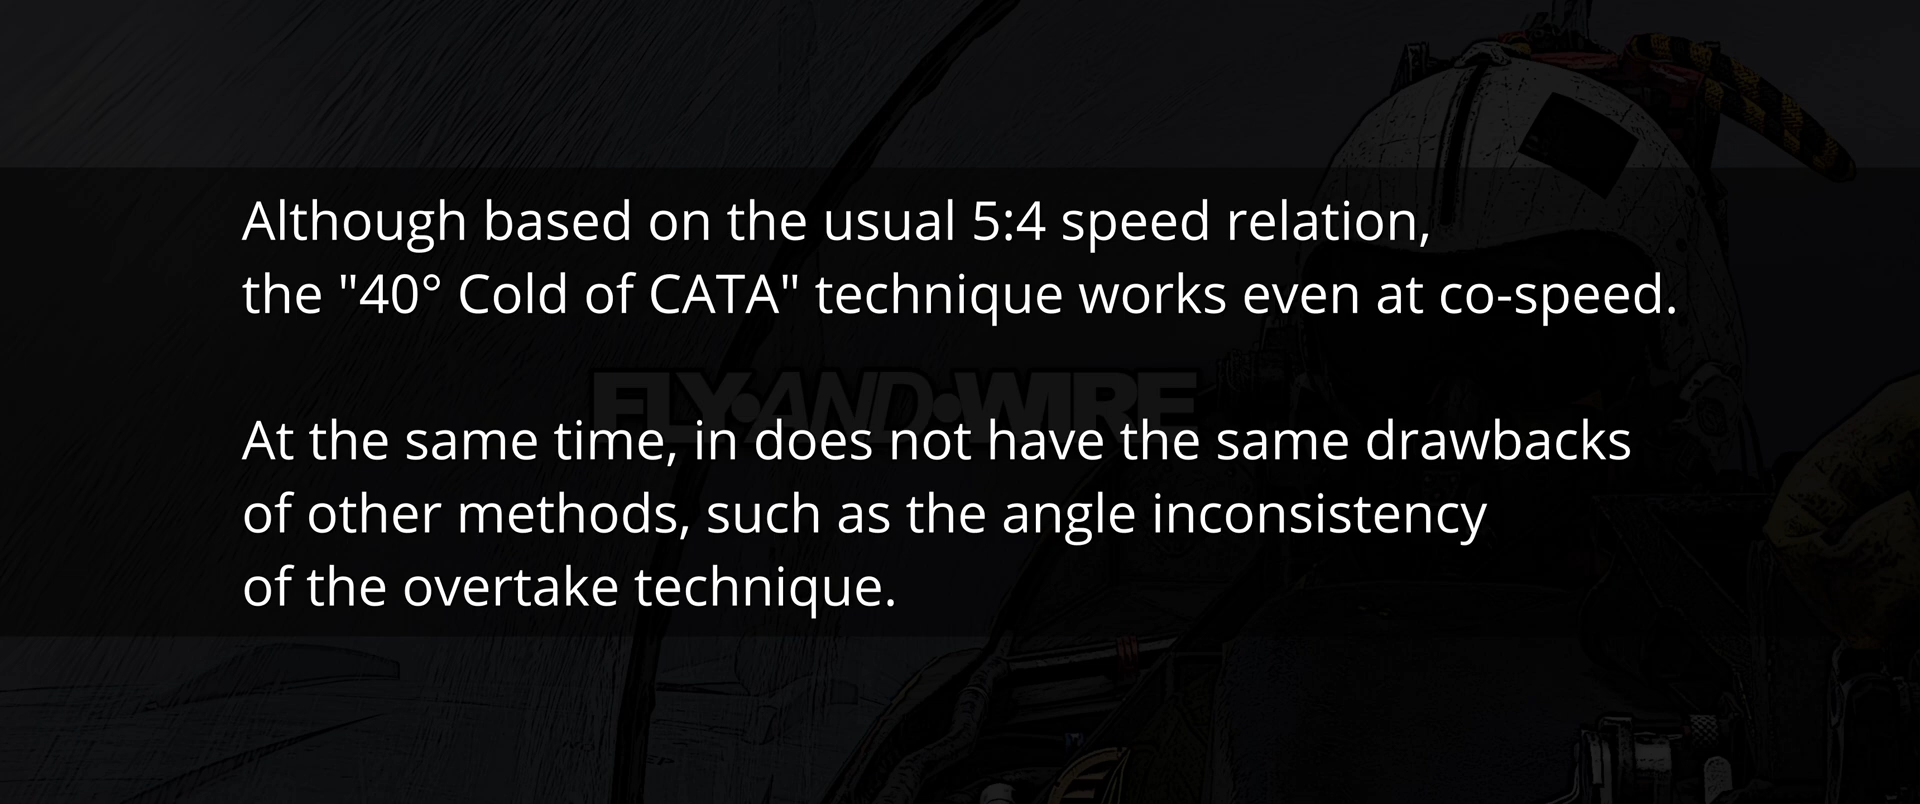 Although based on the usual 5:4 speed relation,
the "40° Cold of CATA" technique works even at co-speed.
FLY•AND•WIRE
At the same time, in does not have the same drawbacks
of other methods, such as the angle inconsistency
of the overtake technique.